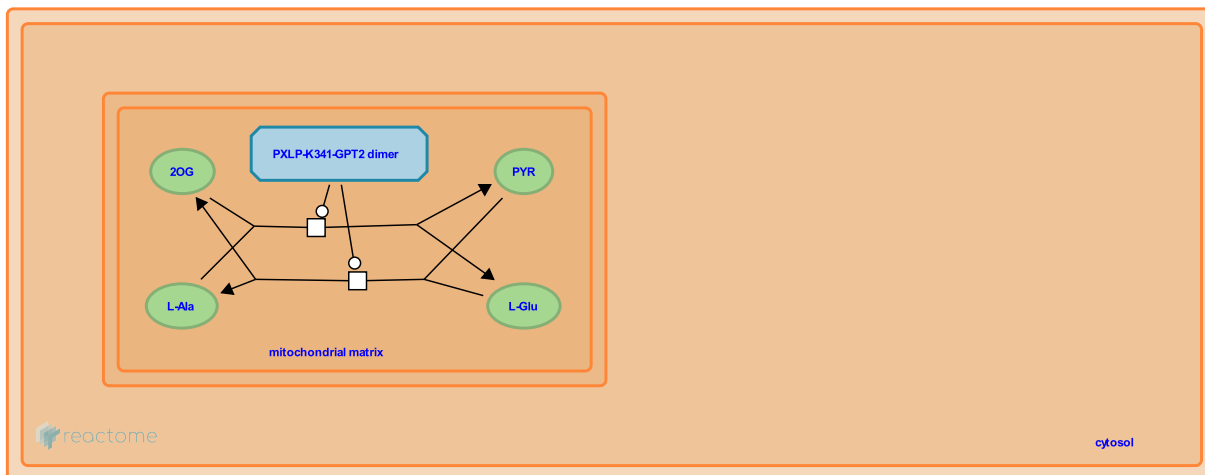 PXLP-K341-GPT2 dimer
2OG
PYR
L-Ala
L-Glu
mitochondrial matrix
reactome
cytosol